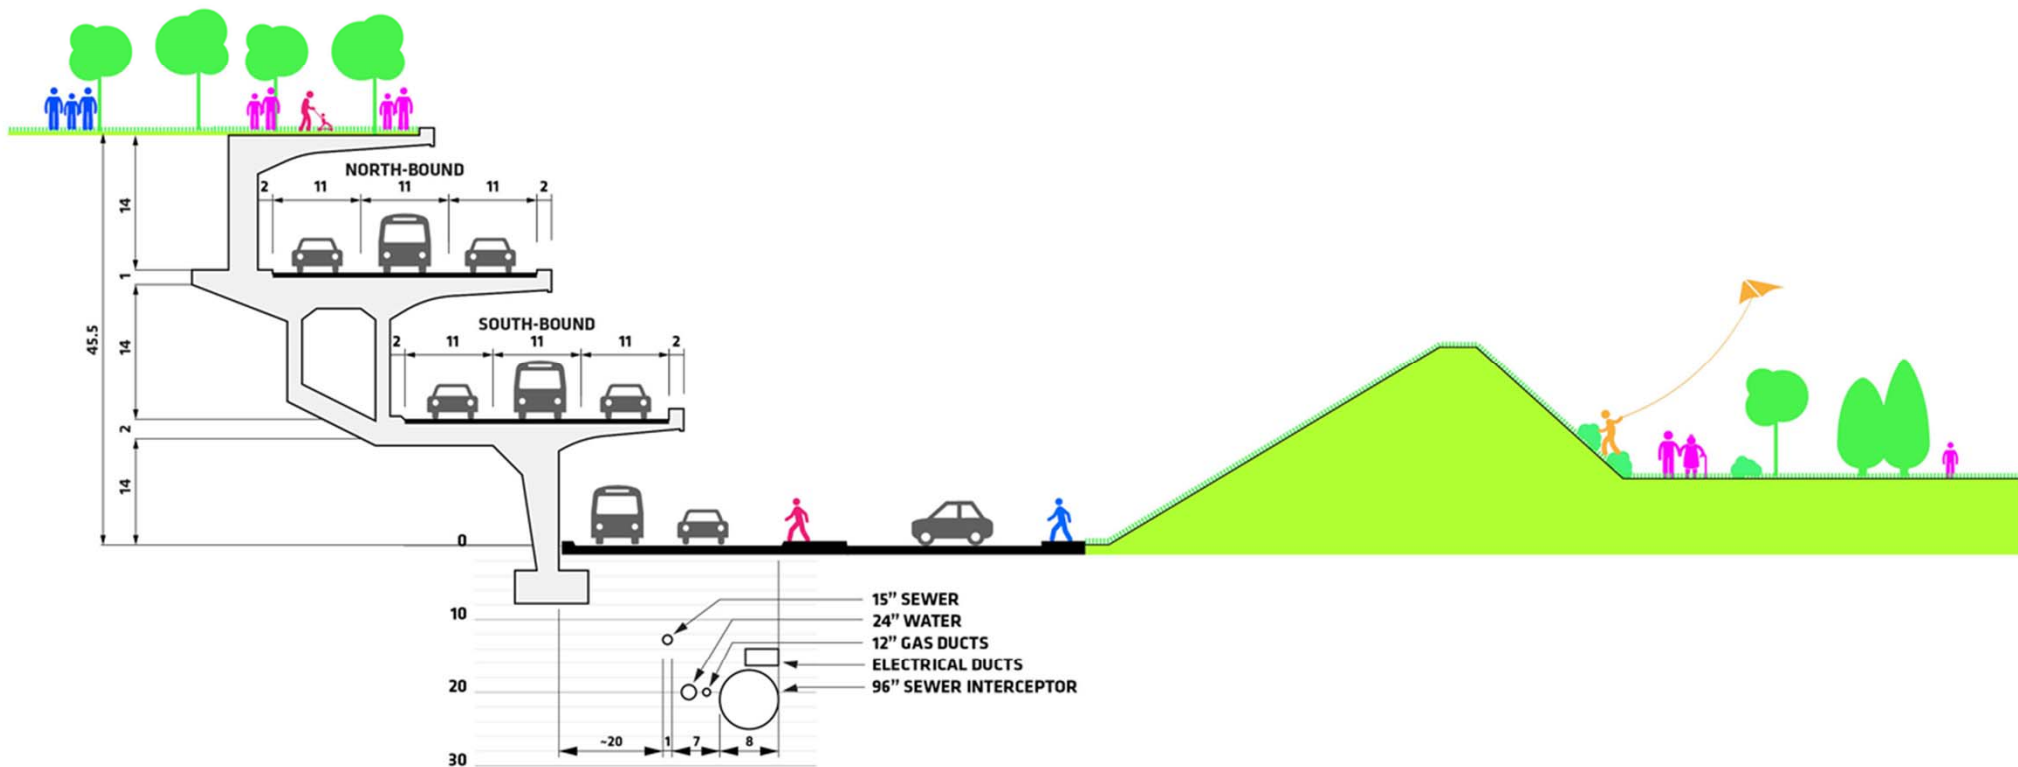 NORTH-BOUND
2 11 11 11 2
14
1
SOUTH-BOUND
2 11 11 11 2
45.5
14
2
14
0
10
20
30
15” SEWER
24” WATER
12” GAS DUCTS
ELECTRICAL DUCTS
96” SEWER INTERCEPTOR
~20 1 7 8